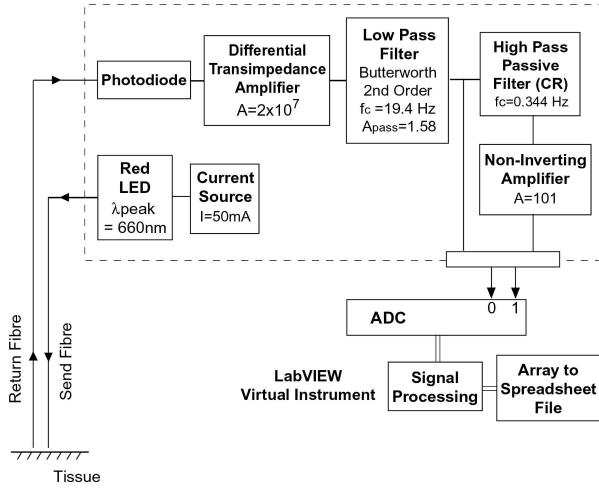 Photodiode
Differential
Transimpedance
Amplifier
A=2x10⁷
Low Pass
Filter
Butterworth
2nd Order
fc =19.4 Hz
Apass=1.58
High Pass
Passive
Filter (CR)
fc=0.344 Hz
Red
LED
λpeak
= 660nm
Current
Source
I=50mA
Non-Inverting
Amplifier
A=101
0 1
ADC
Return Fibre
Send Fibre
LabVIEW
Virtual Instrument
Signal
Processing
Array to
Spreadsheet
File
Tissue